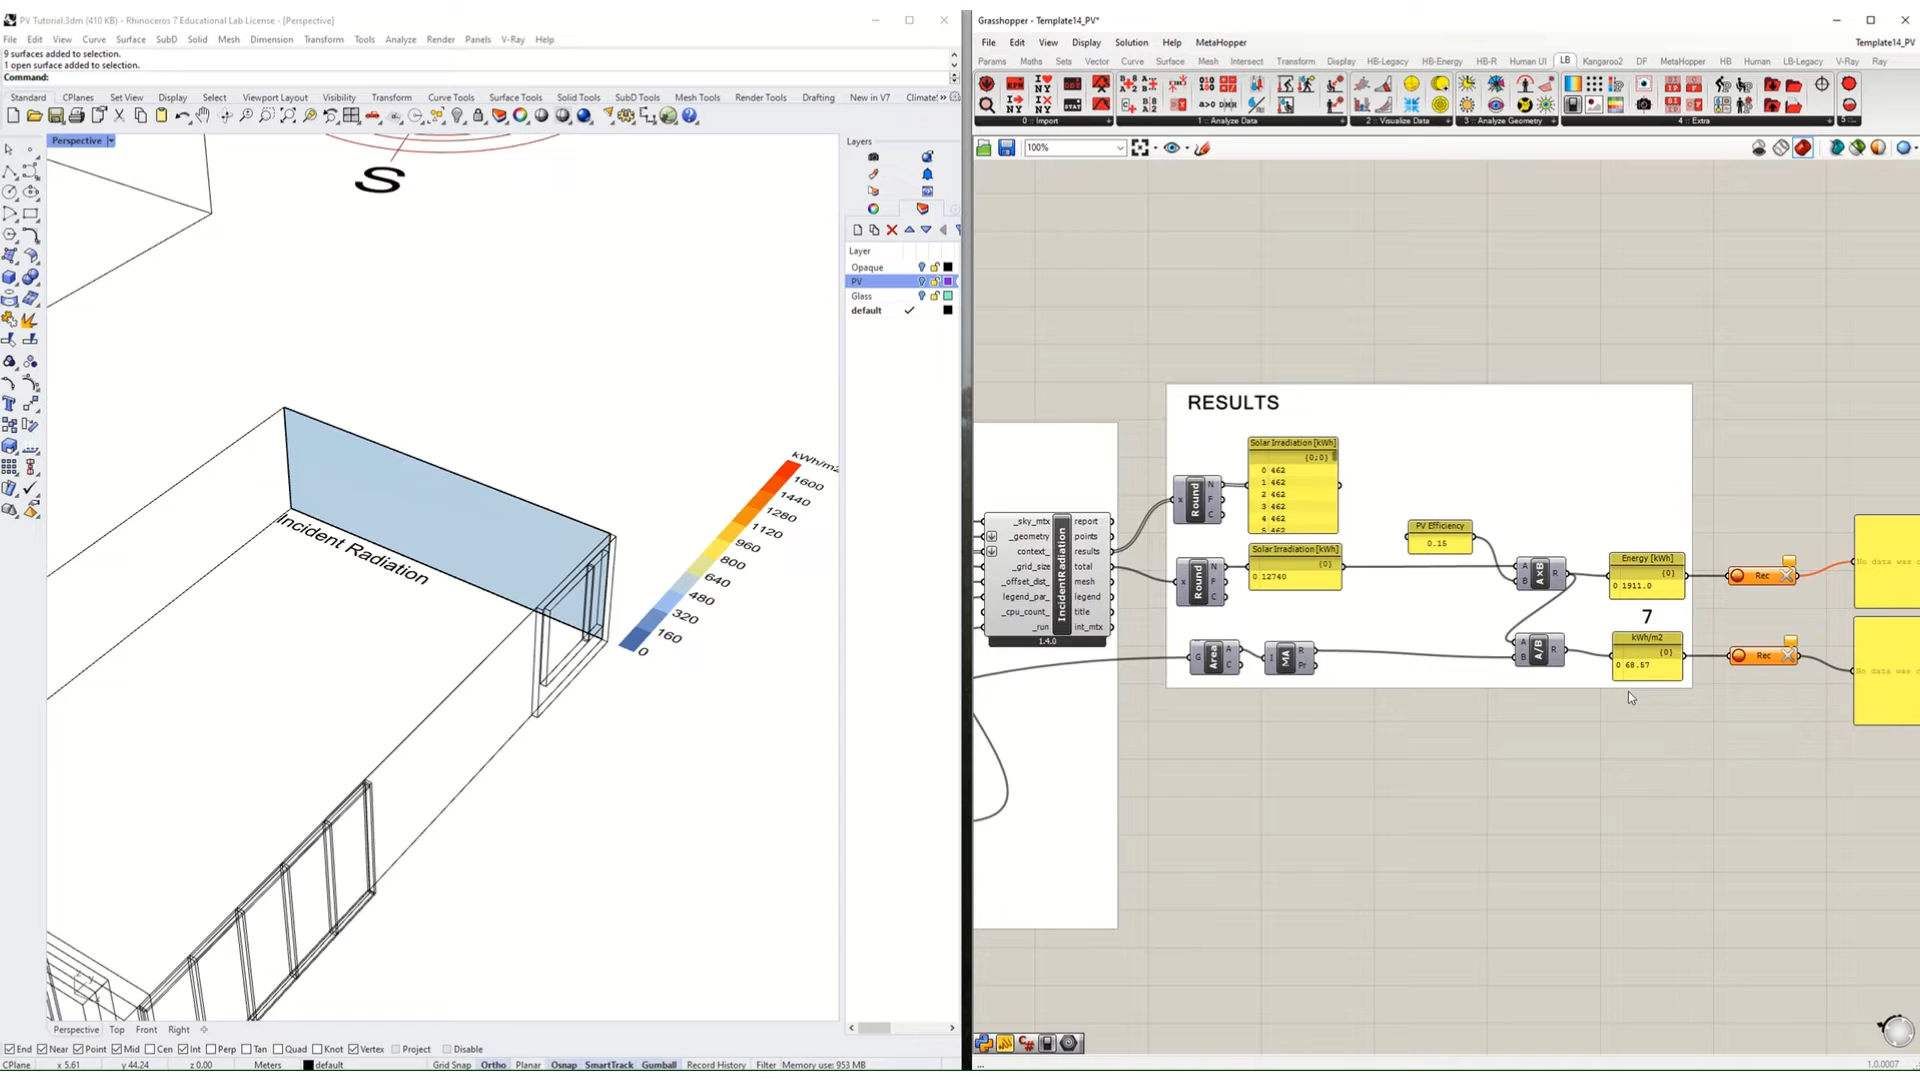 PV Tutorial.3dm (410 KB) - Rhinoceros 7 Educational Lab License - [Perspective]
File Edit View Curve Surface SubD Solid Mesh Dimension Transform Tools Analyze Render Panels V-Ray Help
9 surfaces added to selection.
1 open surface added to selection.
Command:
Standard CPlanes Set View Display Select Viewport Layout Visibility Transform Curve Tools Surface Tools Solid Tools SubD Tools Mesh Tools Render Tools Drafting New in V7 Climate
Perspective
S
Incident Radiation
kWh/m2
1600
1440
1280
1120
960
800
640
480
320
160
0
z
y
Layers
Layer
Opaque
PV
Glass
default
Perspective Top Front Right
End Near Point Mid Cen Int Perp Tan Quad Knot Vertex Project Disable
CPlane x 5.61 y 44.24 z 0.00 Meters default Grid Snap Ortho Planar Osnap SmartTrack Gumball Record History Filter Memory use: 953 MB
Grasshopper - Template14_PV*
File Edit View Display Solution Help MetaHopper
Template14_PV
Params Maths Sets Vector Curve Surface Mesh Intersect Transform Display HB-Legacy HB-Energy HB-R Human UI LB Kangaroo2 DF MetaHopper HB Human LB-Legacy V-Ray Ray
0 :: Import
1 :: Analyze Data
2 :: Visualize Data
3 :: Analyze Geometry
4 :: Extra
5 ::
100%
RESULTS
Solar Irradiation [kWh]
{0;0}
0 462
1 462
2 462
3 462
4 462
5 462
x
Round
N
F
C
_sky_mtx
_geometry
context_
_grid_size
_offset_dist_
legend_par_
_cpu_count_
_run
IncidentRadiation
report
points
results
total
mesh
legend
title
int_mtx
1.4.0
x
Round
N
F
C
Solar Irradiation [kWh]
{0}
0 12740
PV Efficiency
0.15
A
B
A×B
R
Energy [kWh]
{0}
0 1911.0
Rec
No data was c
7
G
Area
A
C
I
MA
R
Pr
A
B
A/B
R
kWh/m2
{0}
0 68.57
Rec
No data was c
...
1.0.0007